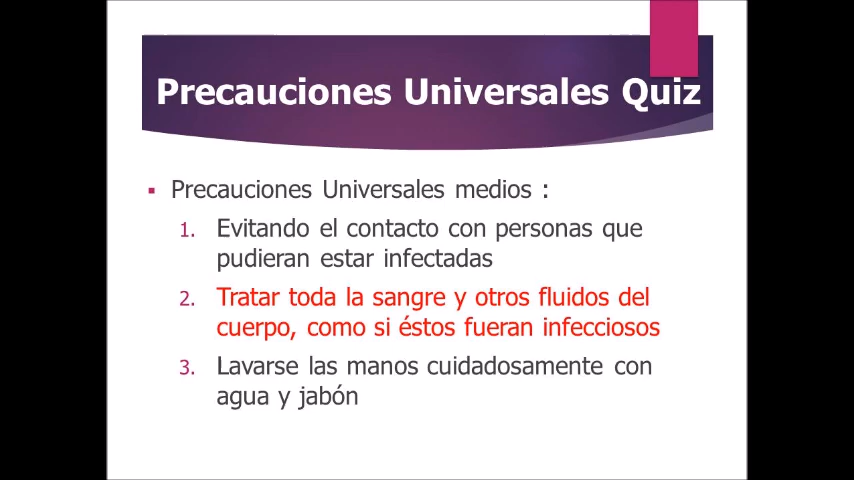 Precauciones Universales Quiz
▪ Precauciones Universales medios :
1. Evitando el contacto con personas que
pudieran estar infectadas
2. Tratar toda la sangre y otros fluidos del
cuerpo, como si éstos fueran infecciosos
3. Lavarse las manos cuidadosamente con
agua y jabón